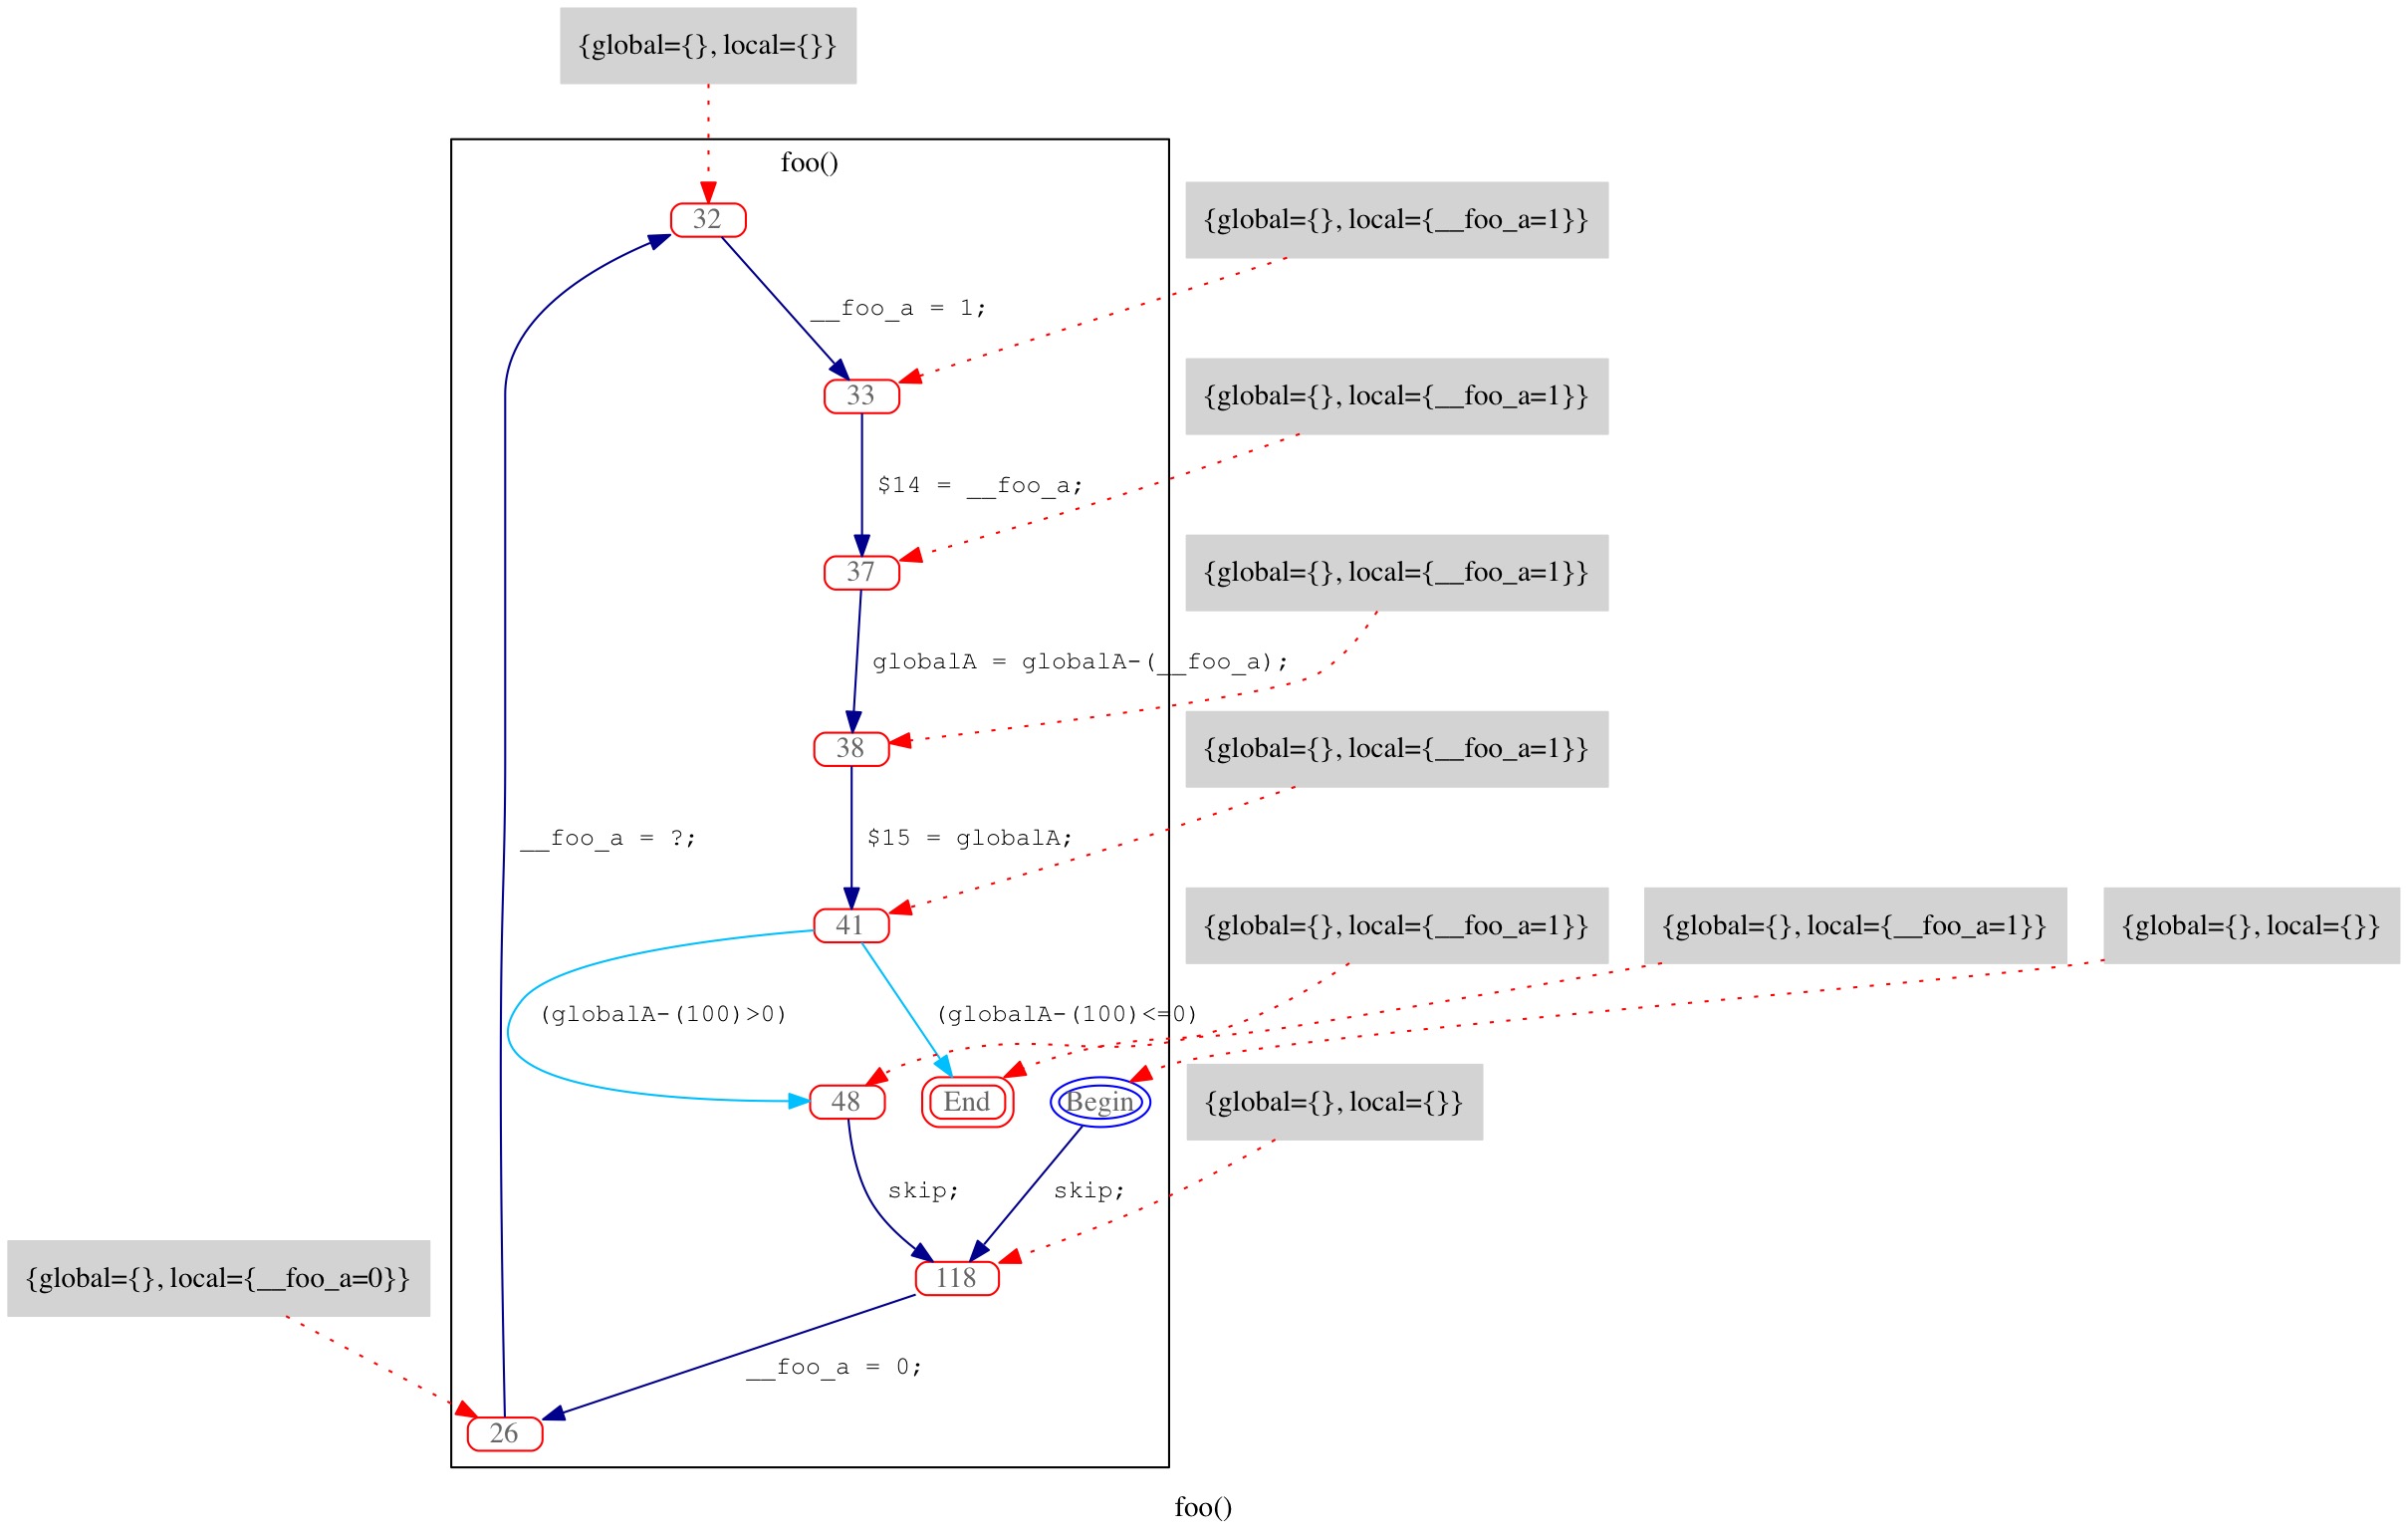 {global={}, local={}}
foo()
32
{global={}, local={__foo_a=1}}
__foo_a = 1;
33
{global={}, local={__foo_a=1}}
$14 = __foo_a;
37
{global={}, local={__foo_a=1}}
globalA = globalA-(__foo_a);
38
{global={}, local={__foo_a=1}}
__foo_a = ?;
$15 = globalA;
41
{global={}, local={__foo_a=1}}
{global={}, local={__foo_a=1}}
{global={}, local={}}
(globalA-(100)>0)
(globalA-(100)<=0)
48
End
Begin
{global={}, local={}}
skip;
skip;
{global={}, local={__foo_a=0}}
118
__foo_a = 0;
26
foo()